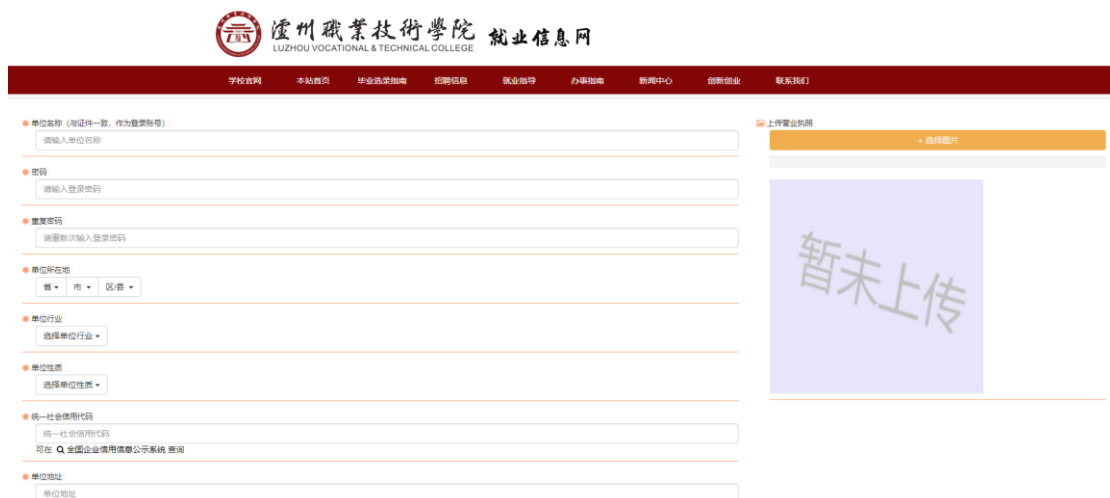 瀘州職業技術學院 就业信息网
LUZHOU VOCATIONAL & TECHNICAL COLLEGE
学校官网 本站首页 毕业选录指南 招聘信息 就业指导 办事指南 新闻中心 创新创业 联系我们
单位名称（与证件一致，作为登录账号）
请输入单位名称
密码
请输入登录密码
重复密码
请重新次输入登录密码
单位所在地
省 市 区/县
单位行业
选择单位行业
单位性质
选择单位性质
统一社会信用代码
统一社会信用代码
可在 全国企业信用信息公示系统 查询
单位地址
单位地址
上传营业执照
+ 选择图片
暂未上传